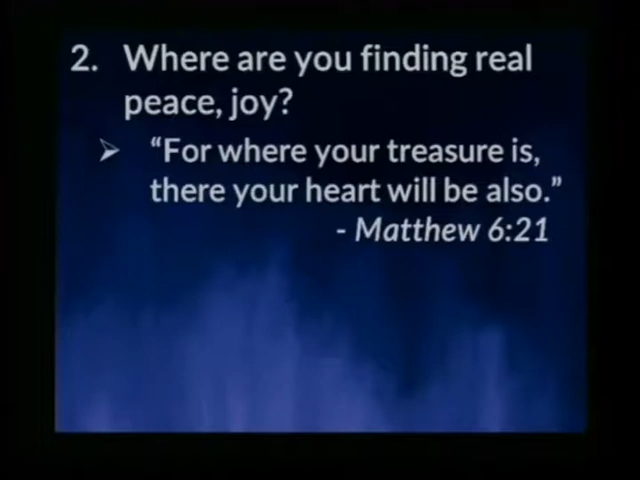 2. Where are you finding real
peace, joy?
➢ “For where your treasure is,
there your heart will be also.”
- Matthew 6:21